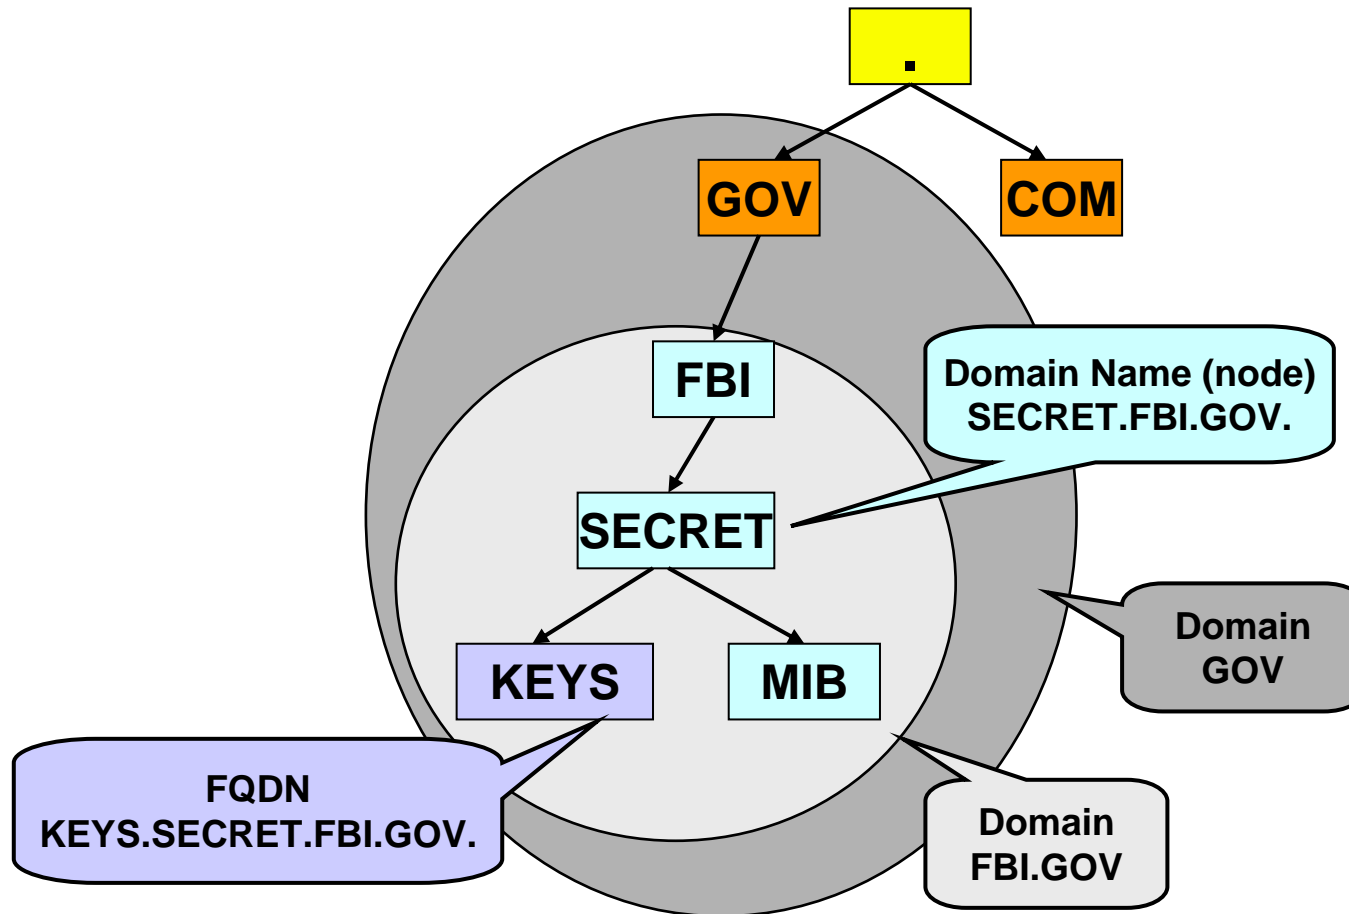 .
GOV
COM
FBI
Domain Name (node)
SECRET.FBI.GOV.
SECRET
Domain
GOV
KEYS
MIB
FQDN
KEYS.SECRET.FBI.GOV.
Domain
FBI.GOV